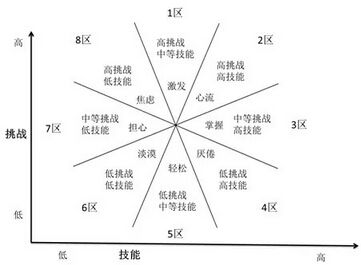 1区
高
8区
2区
高挑战
中等技能
高挑战
低技能
高挑战
高技能
激发
焦虑
心流
挑战
7区
中等挑战
低技能
担心
掌握
中等挑战
高技能
3区
淡漠
厌倦
轻松
低挑战
低技能
低挑战
高技能
低挑战
中等技能
低
6区
4区
5区
低
技能
高